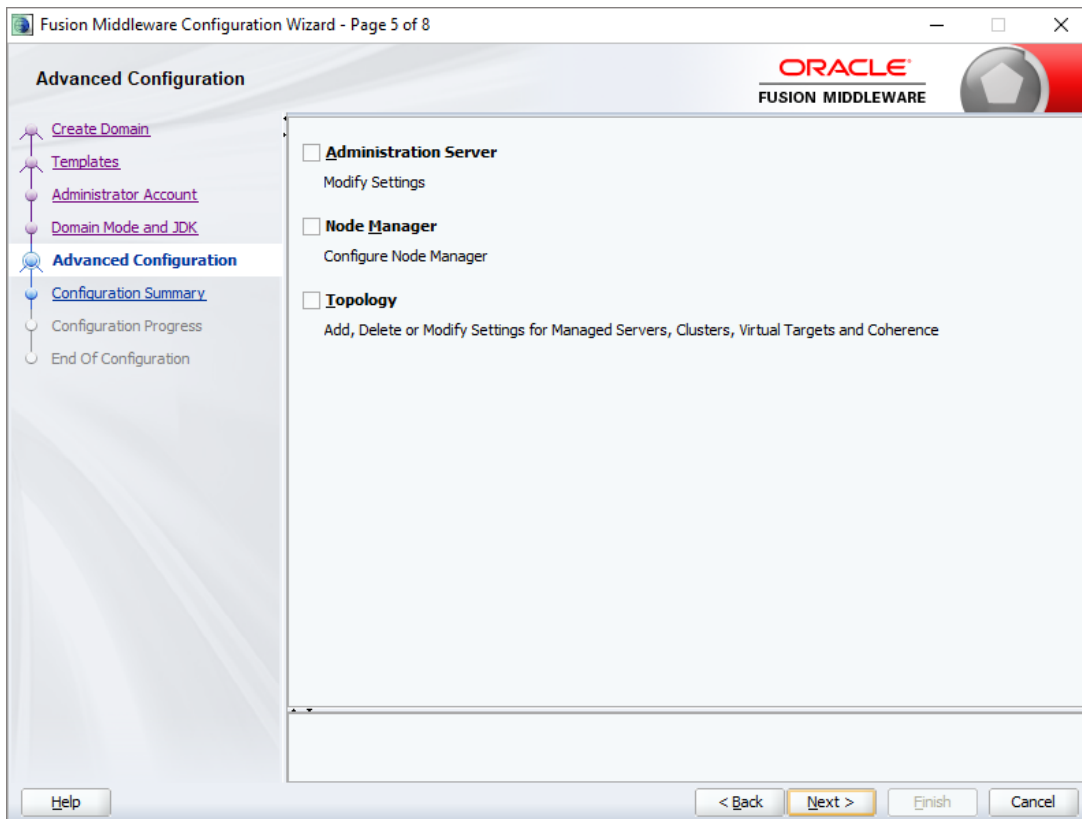 Fusion Middleware Configuration Wizard - Page 5 of 8
Advanced Configuration
ORACLE
FUSION MIDDLEWARE
Create Domain
Templates
Administrator Account
Domain Mode and JDK
Advanced Configuration
Configuration Summary
Configuration Progress
End Of Configuration
Administration Server
Modify Settings
Node Manager
Configure Node Manager
Topology
Add, Delete or Modify Settings for Managed Servers, Clusters, Virtual Targets and Coherence
Help
< Back
Next >
Finish
Cancel